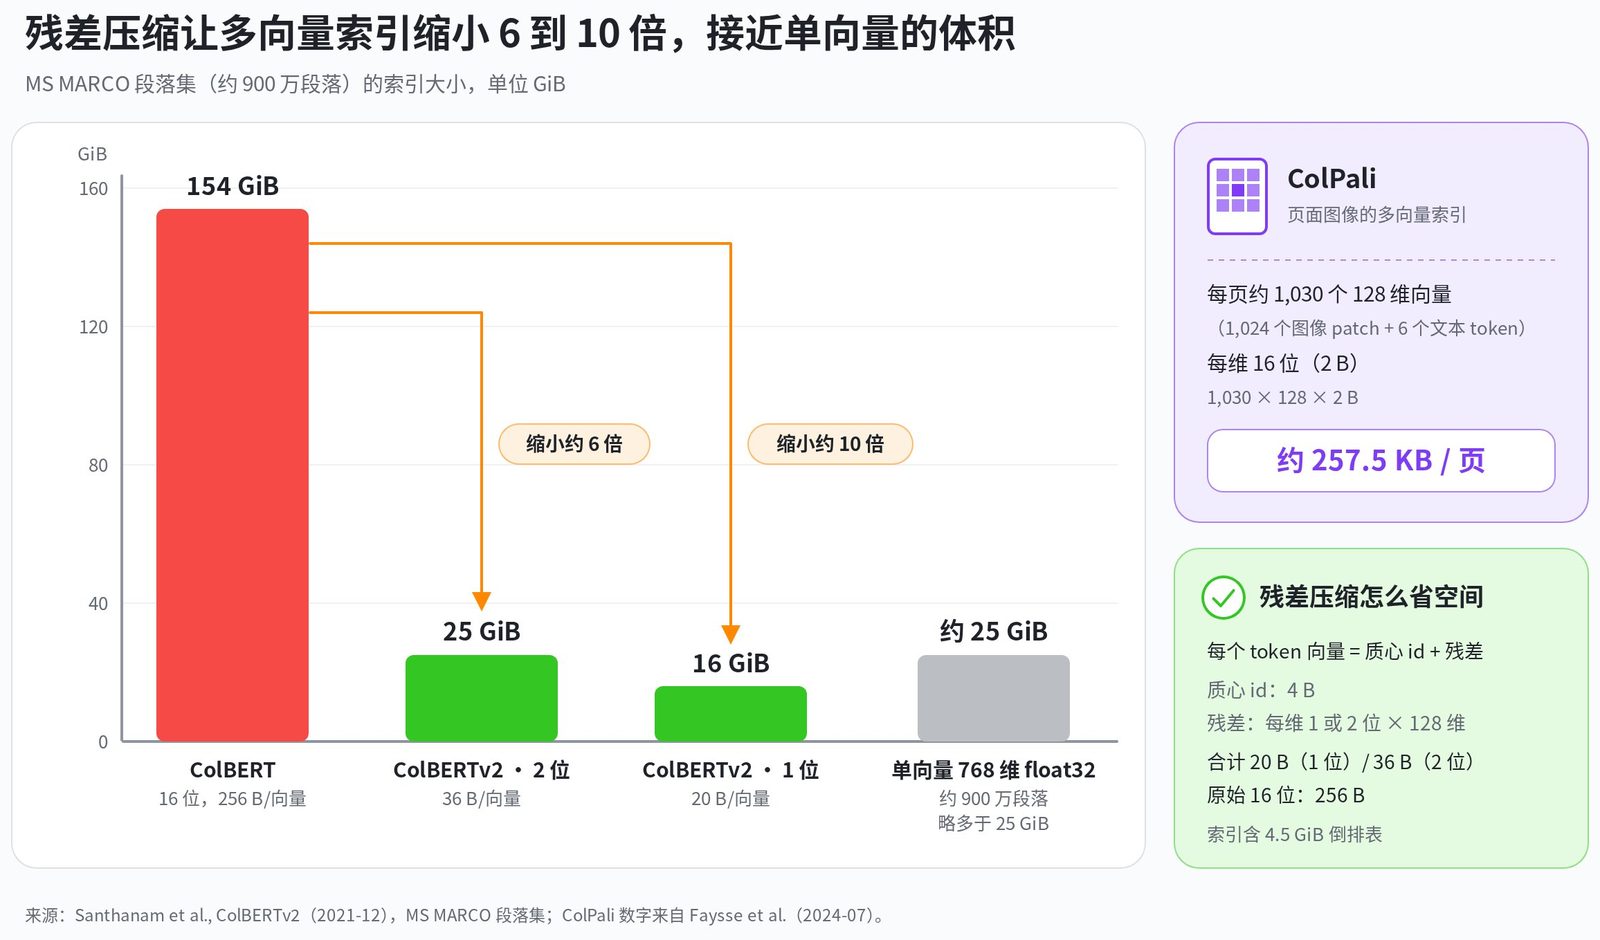 残差压缩让多向量索引缩小 6 到 10 倍，接近单向量的体积
MS MARCO 段落集（约 900 万段落）的索引大小，单位 GiB
GiB
160
120
80
40
0
154 GiB
25 GiB
16 GiB
约 25 GiB
缩小约 6 倍
缩小约 10 倍
ColBERT
16 位，256 B/向量
ColBERTv2 · 2 位
36 B/向量
ColBERTv2 · 1 位
20 B/向量
单向量 768 维 float32
约 900 万段落
略多于 25 GiB
ColPali
页面图像的多向量索引
每页约 1,030 个 128 维向量
（1,024 个图像 patch + 6 个文本 token）
每维 16 位（2 B）
1,030 × 128 × 2 B
约 257.5 KB / 页
残差压缩怎么省空间
每个 token 向量 = 质心 id + 残差
质心 id：4 B
残差：每维 1 或 2 位 × 128 维
合计 20 B（1 位）/ 36 B（2 位）
原始 16 位：256 B
索引含 4.5 GiB 倒排表
来源：Santhanam et al., ColBERTv2（2021-12），MS MARCO 段落集；ColPali 数字来自 Faysse et al.（2024-07）。